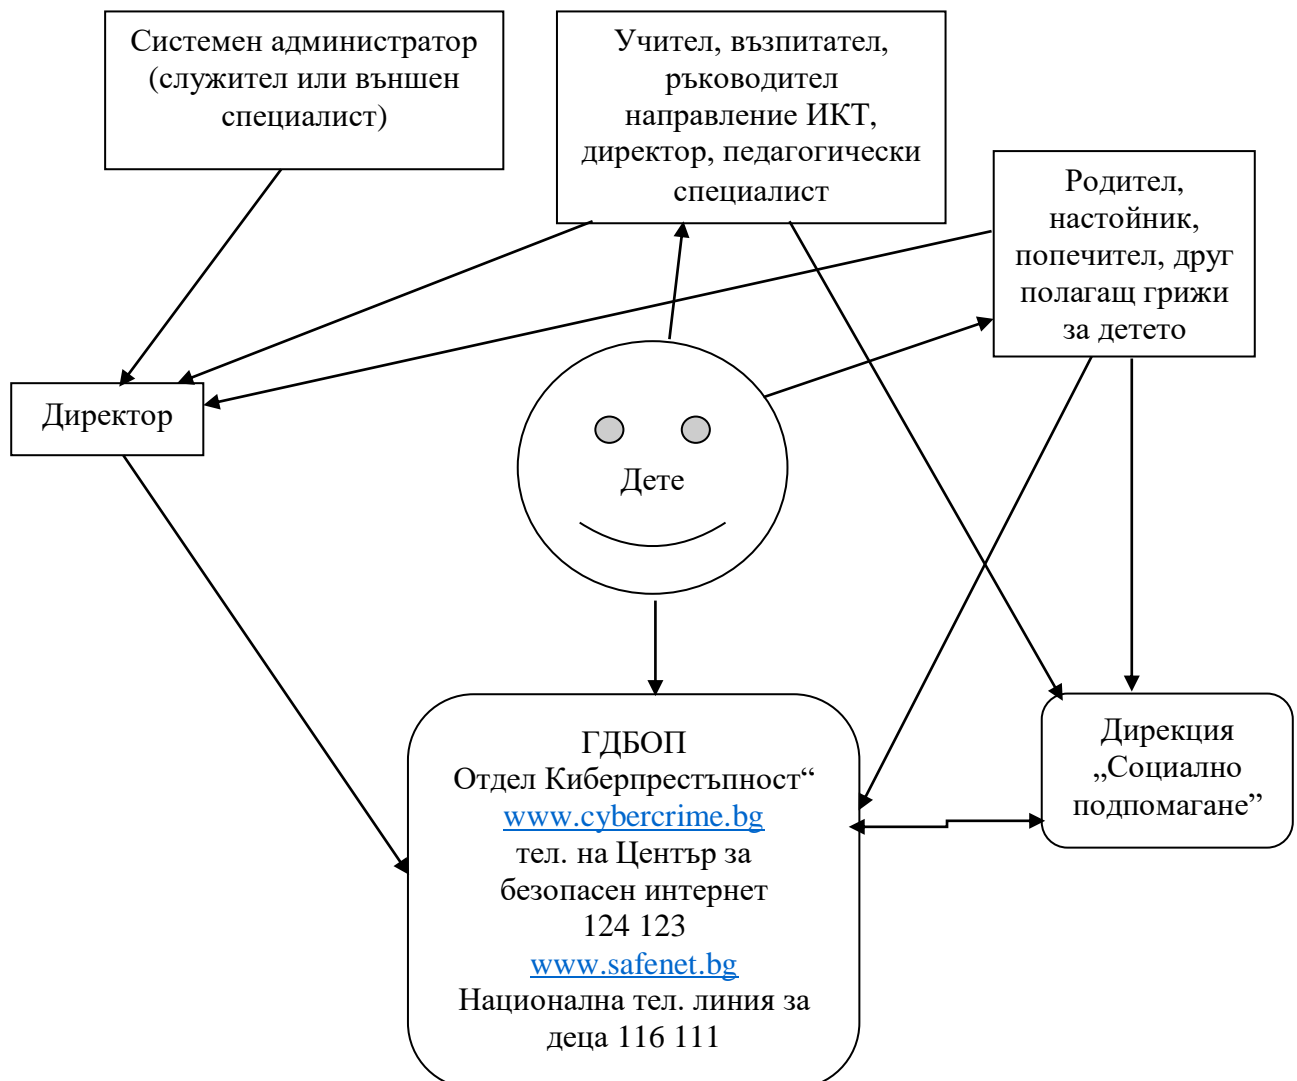 Системен администратор
(служител или външен
специалист)
Учител, възпитател,
ръководител
направление ИКТ,
директор, педагогически
специалист
Родител,
настойник,
попечител, друг
полагащ грижи
за детето
Директор
Дете
ГДБОП
Отдел Киберпрестъпност“
www.cybercrime.bg
тел. на Център за
безопасен интернет
124 123
www.safenet.bg
Национална тел. линия за
деца 116 111
Дирекция
„Социално
подпомагане”